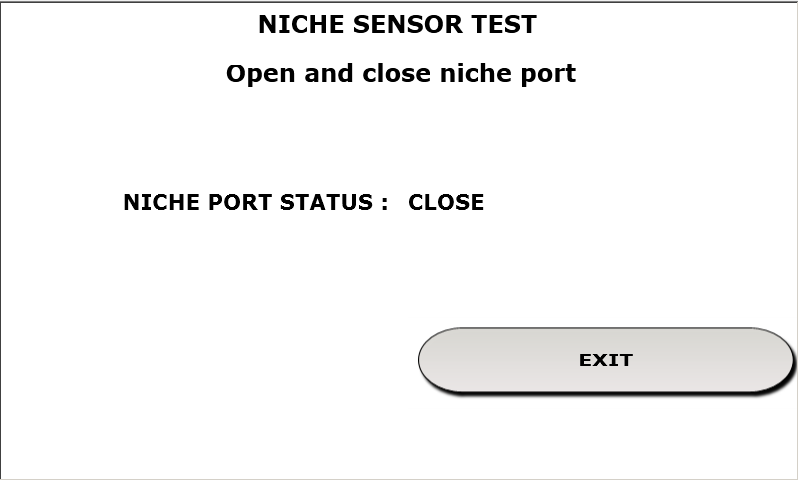 NICHE SENSOR TEST
Open and close niche port
NICHE PORT STATUS : CLOSE
EXIT